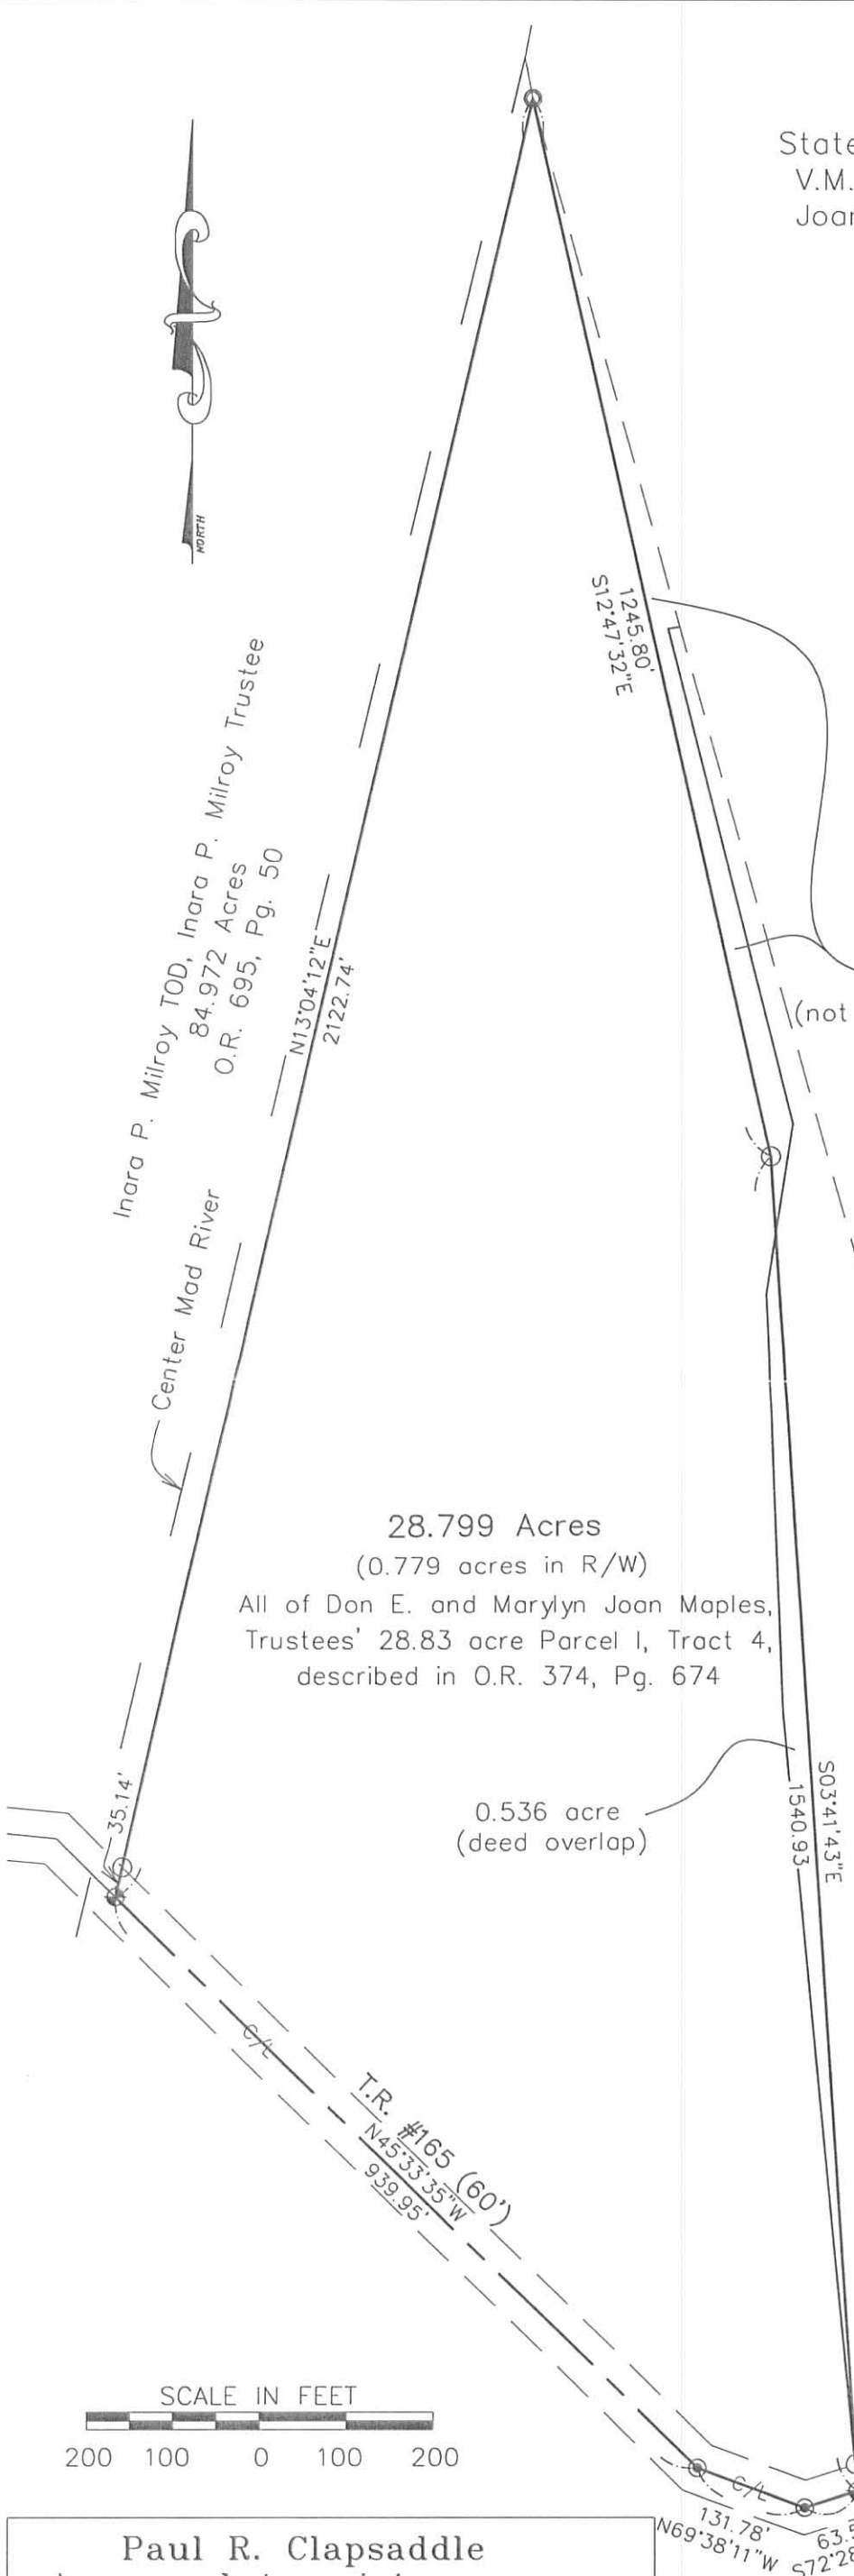 State
V.M.
Joan
NORTH
1245.80'
S12°47'32"E
Inara P. Milroy TOD, Inara P. Milroy Trustee
84.972 Acres
O.R. 695, Pg. 50
N13°04'12"E
2122.74'
(not
Center Mad River
28.799 Acres
(0.779 acres in R/W)
All of Don E. and Marylyn Joan Maples,
Trustees' 28.83 acre Parcel I, Tract 4,
described in O.R. 374, Pg. 674
35.14'
0.536 acre
(deed overlap)
S03°41'43"E
1540.93
C/L
T.R. #165 (60')
N45°33'35"W
939.95'
SCALE IN FEET
200 100 0 100 200
C/L
131.78'
N69°38'11"W
63.5
S72°28
Paul R. Clapsaddle